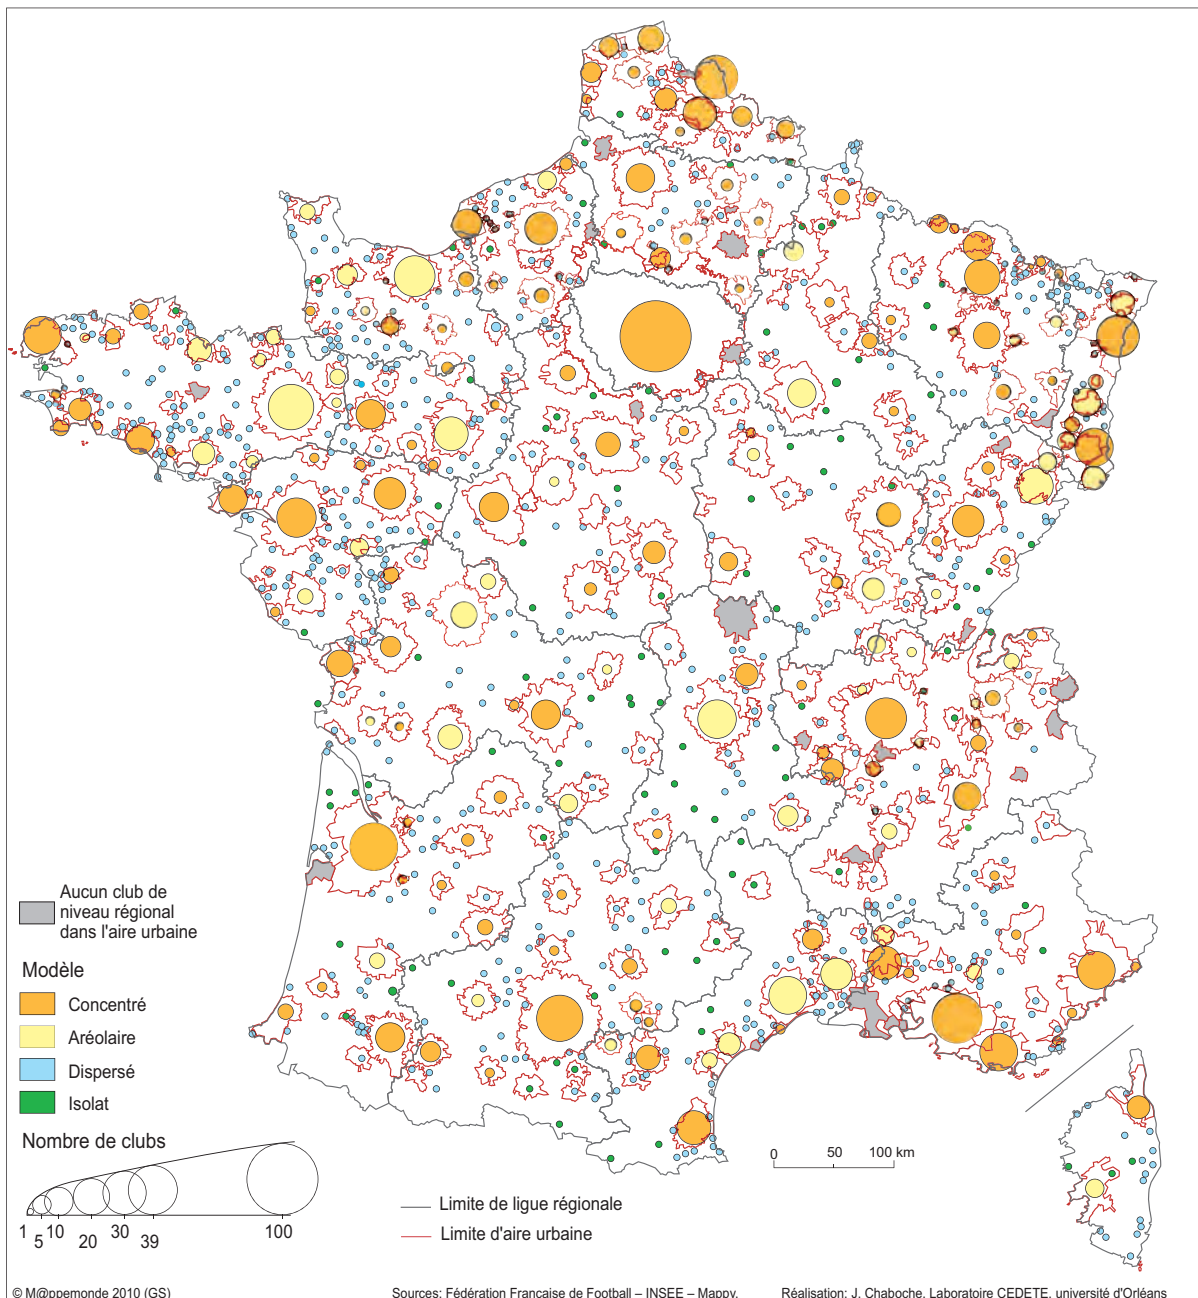 Aucun club de
niveau régional
dans l'aire urbaine
Modèle
Concentré
Aréolaire
Dispersé
Isolat
Nombre de clubs
1 5 10 20 30 39 100
0 50 100 km
Limite de ligue régionale
Limite d'aire urbaine
© M@ppemonde 2010 (GS)
Sources: Fédération Française de Football – INSEE – Mappy.
Réalisation: J. Chaboche, Laboratoire CEDETE, université d'Orléans